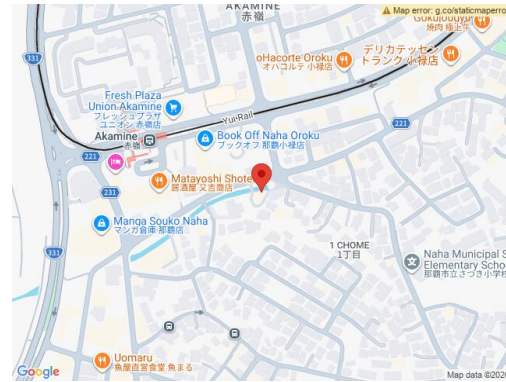 AKAMINE
赤嶺
Map error: g.co/staticmaperro
Gokujougyu
焼肉 極上牛
oHacorte Oroku
オハコルテ 小禄店
デリカテッセン
トランク 小禄店
331
Fresh Plaza
Union Akamine
フレッシュプラザ
ユニオン 赤嶺店
Yui-Rail
221
Akamine
赤嶺
Book Off Naha Oroku
ブックオフ 那覇小禄店
221
231
Matayoshi Shote
居酒屋 又吉商店
Manga Souko Naha
マンガ倉庫 那覇店
331
331
1 CHOME
1丁目
Naha Municipal S
Elementary Schoo
那覇市立さつき小学校
Uomaru
魚屋直営食堂 魚まる
Google
Map data ©2026